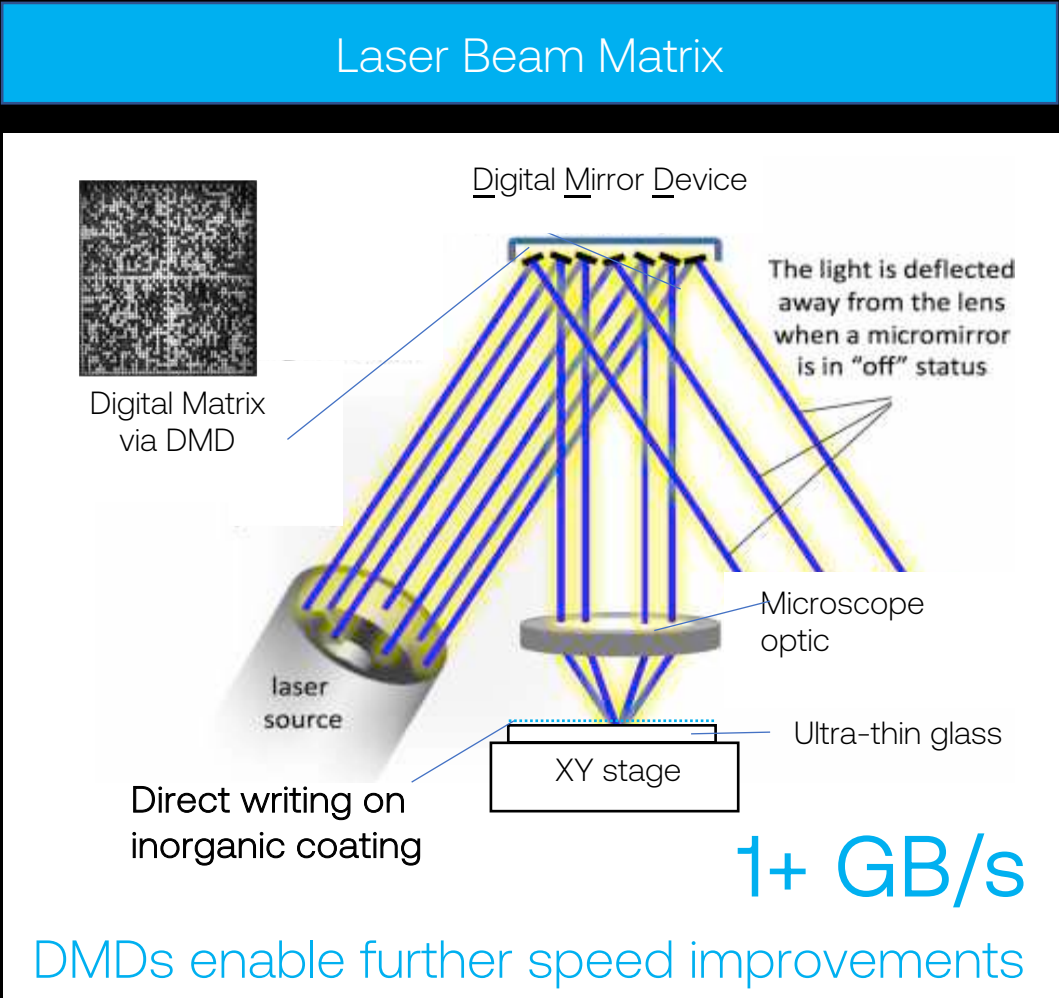 Laser Beam Matrix
Digital Mirror Device
The light is deflected
away from the lens
when a micromirror
is in “off” status
Digital Matrix
via DMD
Microscope
optic
laser
source
Ultra-thin glass
XY stage
Direct writing on
inorganic coating
1+ GB/s
DMDs enable further speed improvements